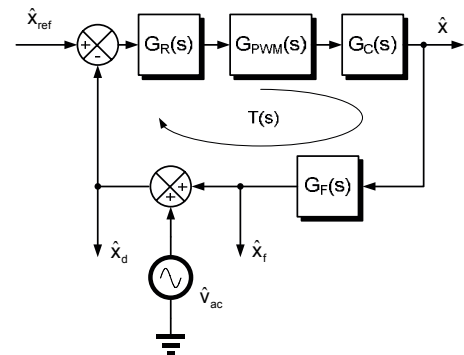 x̂ref
+
-
GR(s)
GPWM(s)
GC(s)
x̂
T(s)
+
+
GF(s)
x̂d
x̂f
v̂ac